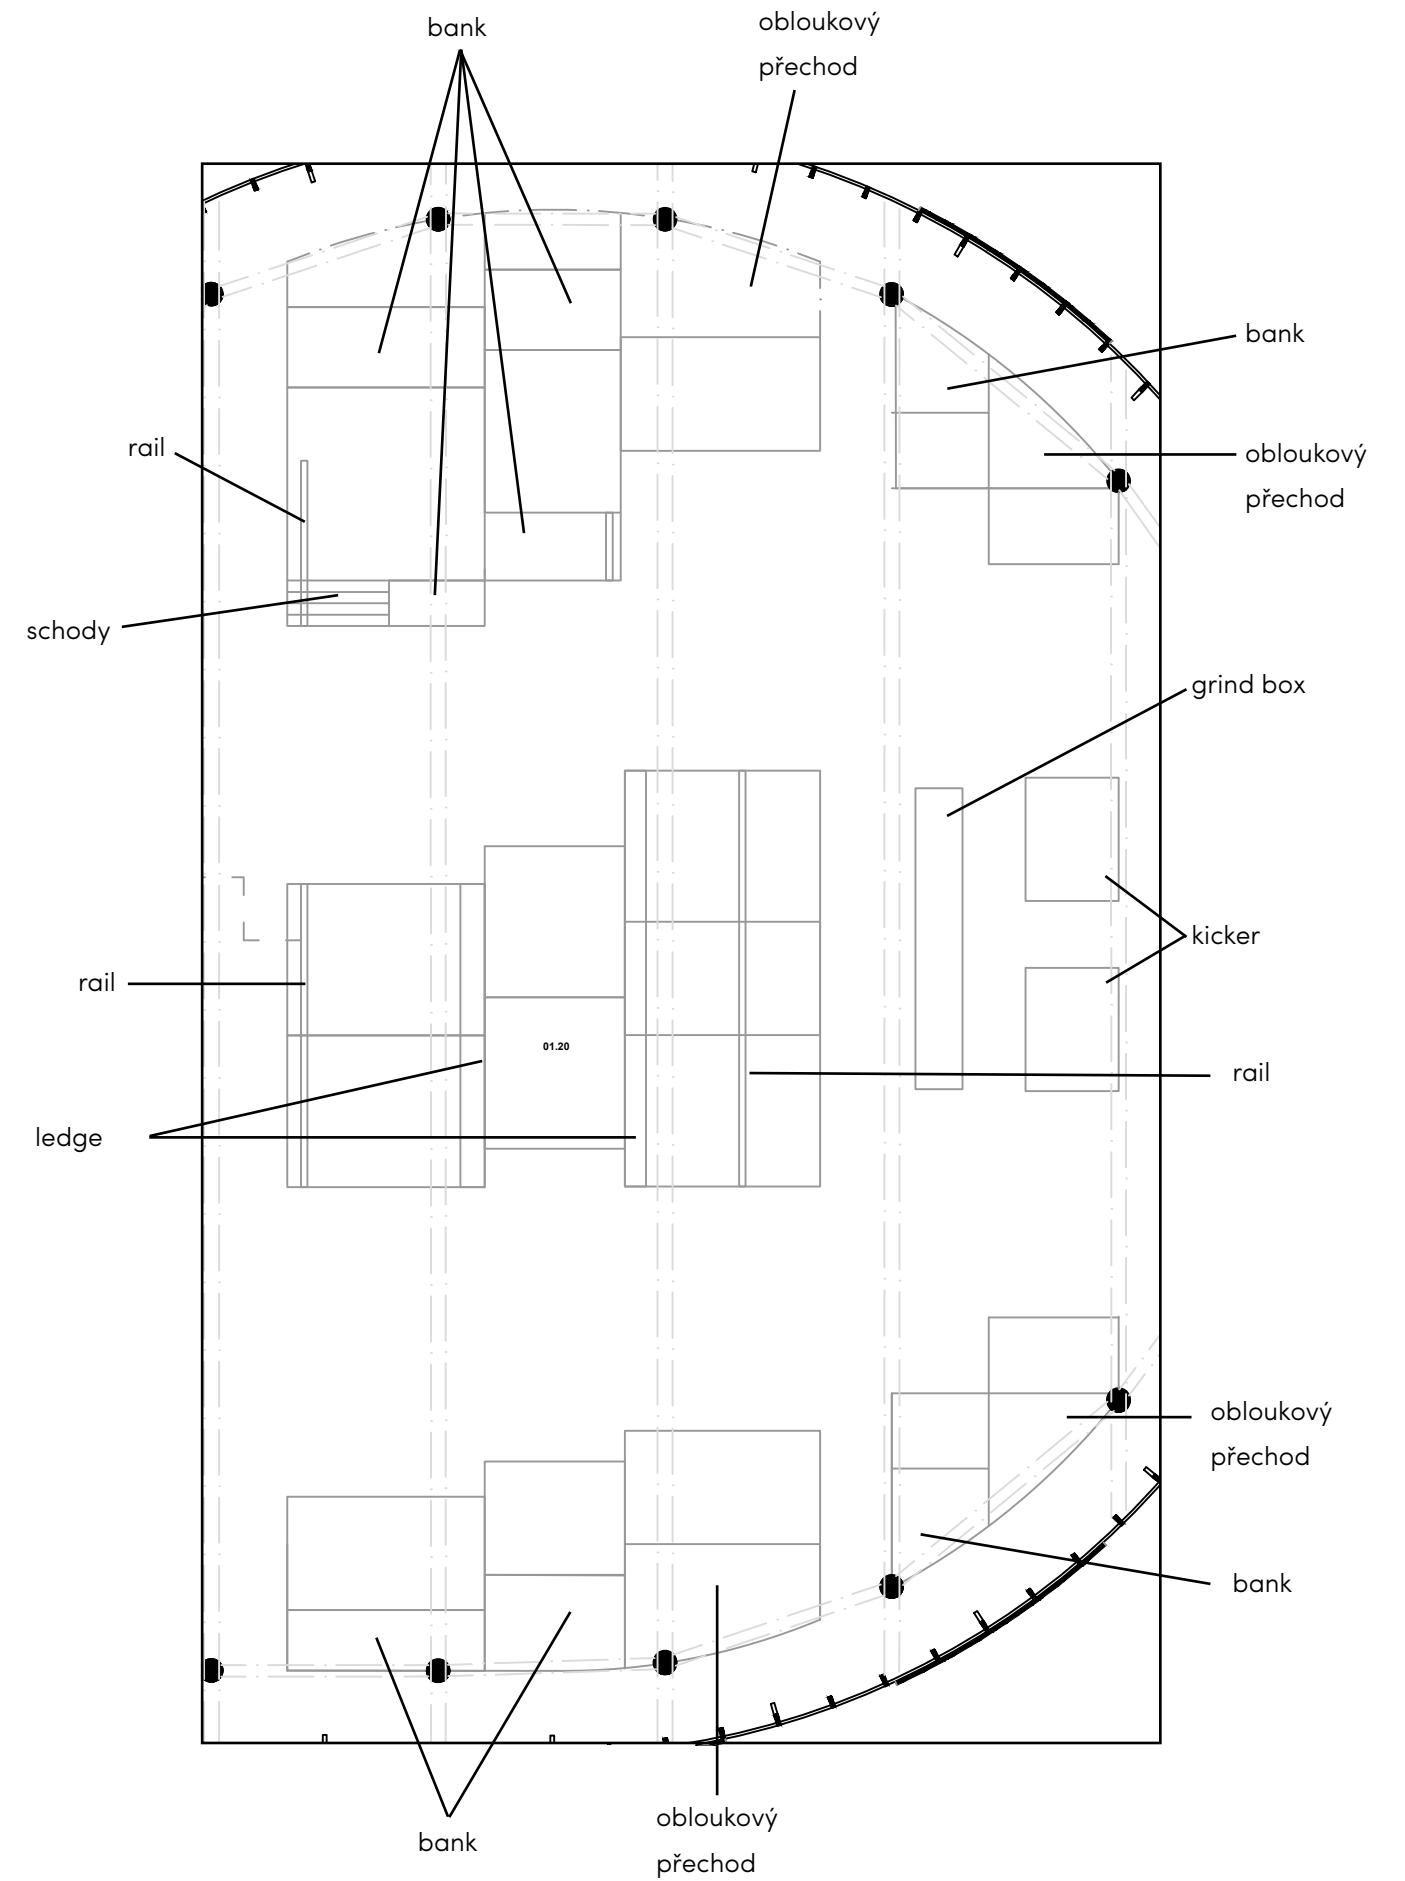 bank
obloukový
přechod
bank
rail
obloukový
přechod
schody
grind box
kicker
rail
01.20
rail
ledge
obloukový
přechod
bank
obloukový
přechod
bank